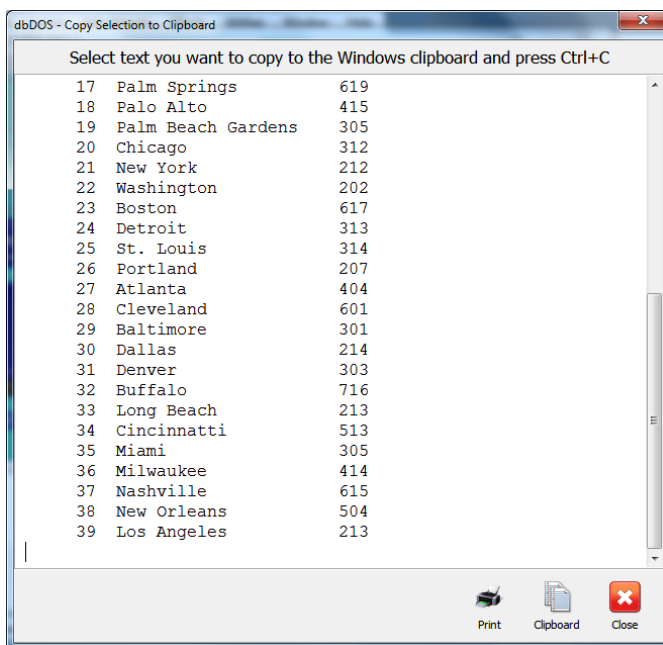 dbDOS - Copy Selection to Clipboard
Select text you want to copy to the Windows clipboard and press Ctrl+C
17 Palm Springs 619
18 Palo Alto 415
19 Palm Beach Gardens 305
20 Chicago 312
21 New York 212
22 Washington 202
23 Boston 617
24 Detroit 313
25 St. Louis 314
26 Portland 207
27 Atlanta 404
28 Cleveland 601
29 Baltimore 301
30 Dallas 214
31 Denver 303
32 Buffalo 716
33 Long Beach 213
34 Cincinnatti 513
35 Miami 305
36 Milwaukee 414
37 Nashville 615
38 New Orleans 504
39 Los Angeles 213
Print Clipboard Close